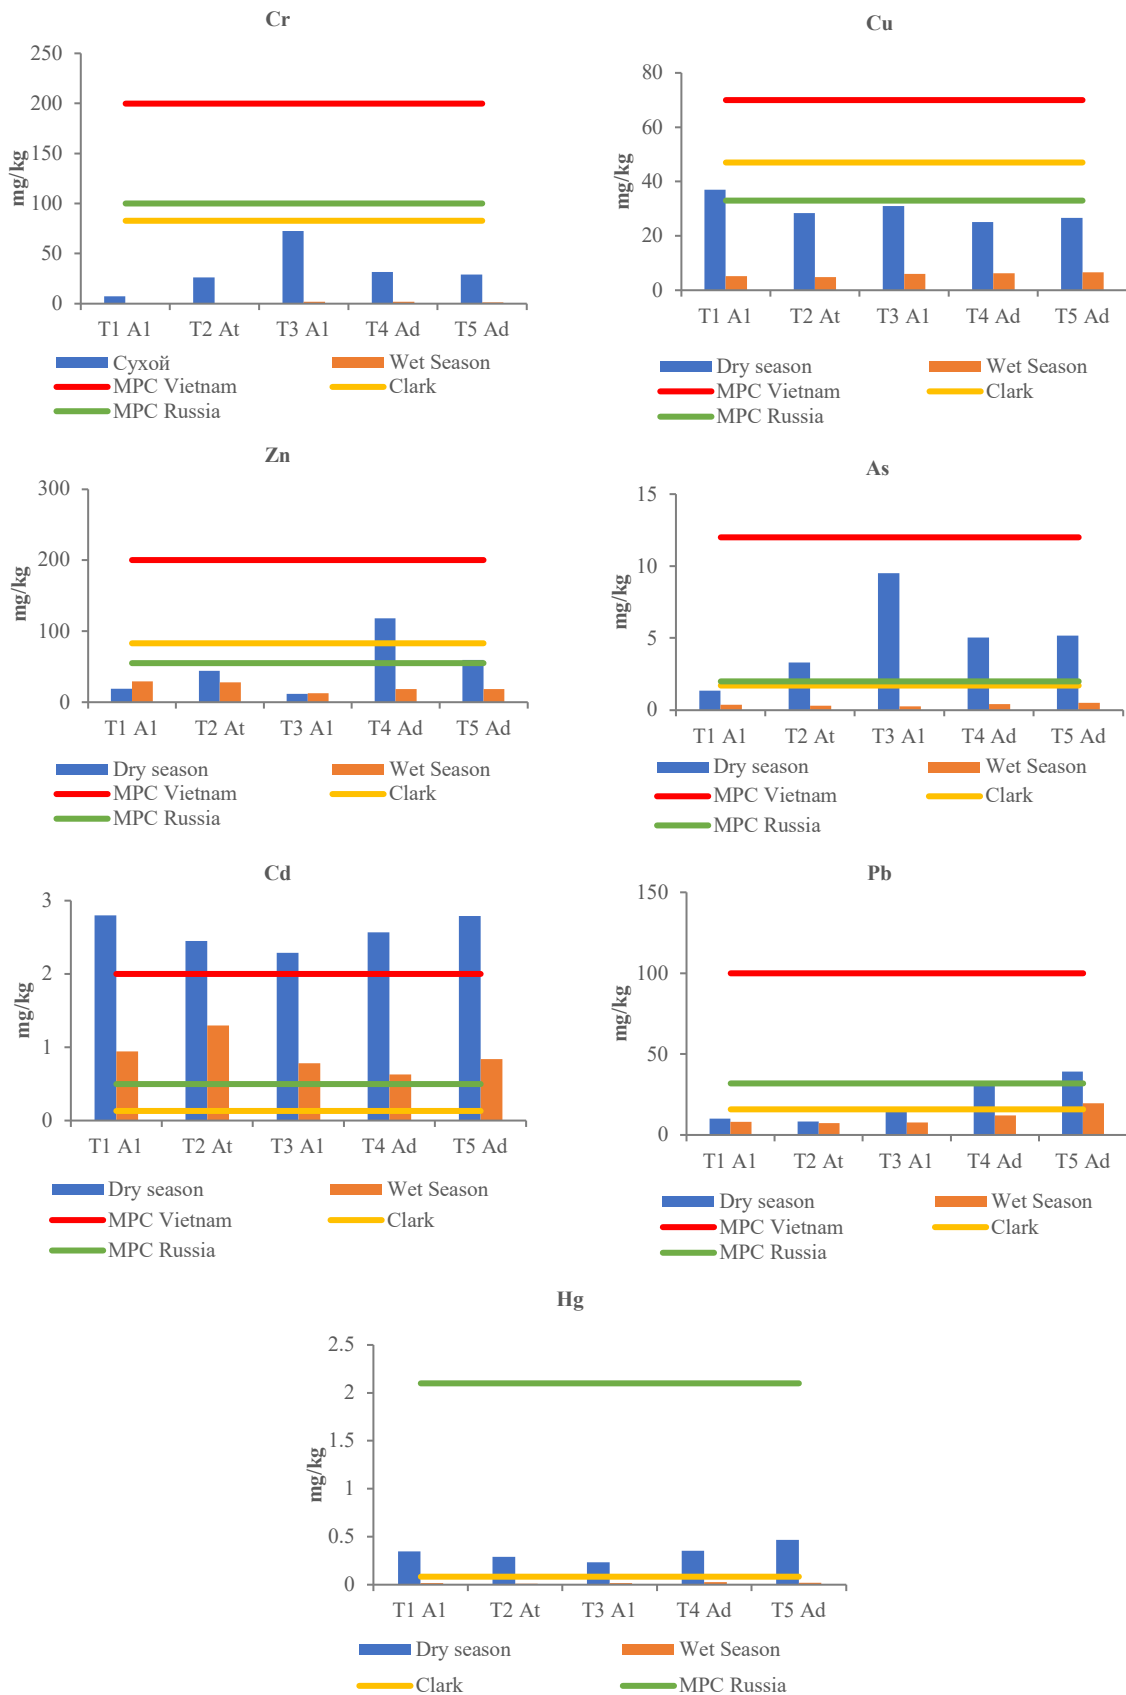 Cr
250
200
150
100
50
0
mg/kg
T1 A1 T2 At T3 A1 T4 Ad T5 Ad
Сухой Wet Season
MPC Vietnam Clark
MPC Russia
Cu
80
60
40
20
0
mg/kg
T1 A1 T2 At T3 A1 T4 Ad T5 Ad
Dry season Wet Season
MPC Vietnam Clark
MPC Russia
Zn
300
200
100
0
mg/kg
T1 A1 T2 At T3 A1 T4 Ad T5 Ad
Dry season Wet Season
MPC Vietnam Clark
MPC Russia
As
15
10
5
0
mg/kg
T1 A1 T2 At T3 A1 T4 Ad T5 Ad
Dry season Wet Season
MPC Vietnam Clark
MPC Russia
Cd
3
2
1
0
mg/kg
T1 A1 T2 At T3 A1 T4 Ad T5 Ad
Dry season Wet Season
MPC Vietnam Clark
MPC Russia
Pb
150
100
50
0
mg/kg
T1 A1 T2 At T3 A1 T4 Ad T5 Ad
Dry season Wet Season
MPC Vietnam Clark
MPC Russia
Hg
2.5
2
1.5
1
0.5
0
mg/kg
T1 A1 T2 At T3 A1 T4 Ad T5 Ad
Dry season Wet Season
Clark MPC Russia